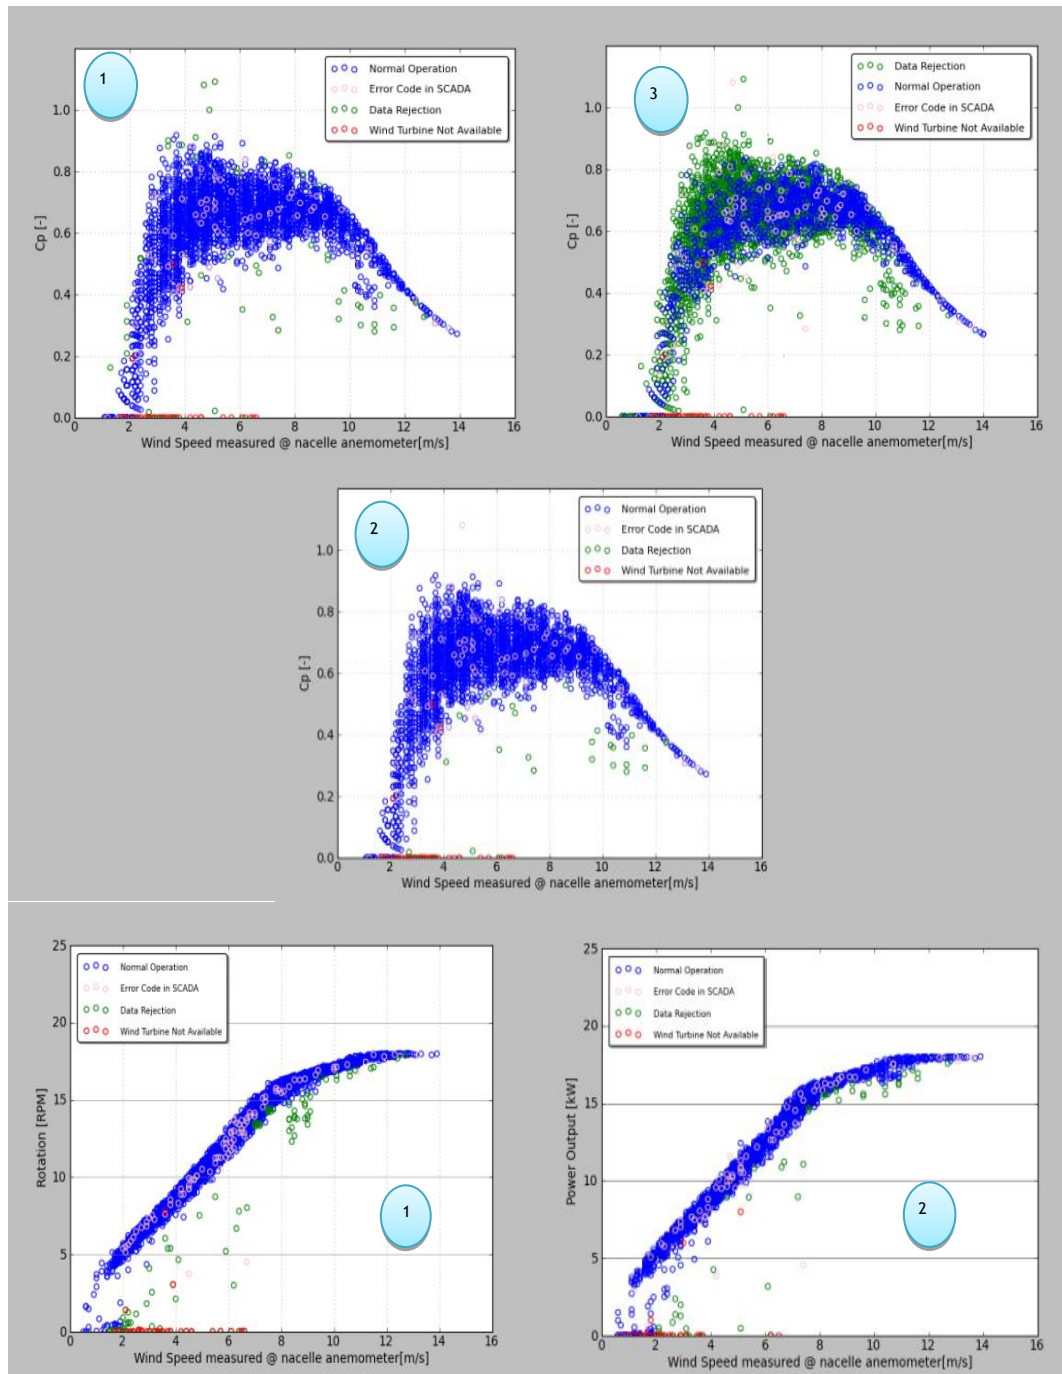 1
1.0
0.8
0.6
0.4
0.2
0.0
Cp [-]
0 2 4 6 8 10 12 14 16
Wind Speed measured @ nacelle anemometer[m/s]
Normal Operation
Error Code in SCADA
Data Rejection
Wind Turbine Not Available
3
1.0
0.8
0.6
0.4
0.2
0.0
Cp [-]
0 2 4 6 8 10 12 14 16
Wind Speed measured @ nacelle anemometer[m/s]
Data Rejection
Normal Operation
Error Code in SCADA
Wind Turbine Not Available
2
1.0
0.8
0.6
0.4
0.2
0.0
Cp [-]
0 2 4 6 8 10 12 14 16
Wind Speed measured @ nacelle anemometer[m/s]
Normal Operation
Error Code in SCADA
Data Rejection
Wind Turbine Not Available
25
20
15
10
5
0
Rotation [RPM]
0 2 4 6 8 10 12 14 16
Wind Speed measured @ nacelle anemometer[m/s]
Normal Operation
Error Code in SCADA
Data Rejection
Wind Turbine Not Available
1
25
20
15
10
5
0
Power Output [kW]
0 2 4 6 8 10 12 14 16
Wind Speed measured @ nacelle anemometer[m/s]
Normal Operation
Error Code in SCADA
Data Rejection
Wind Turbine Not Available
2